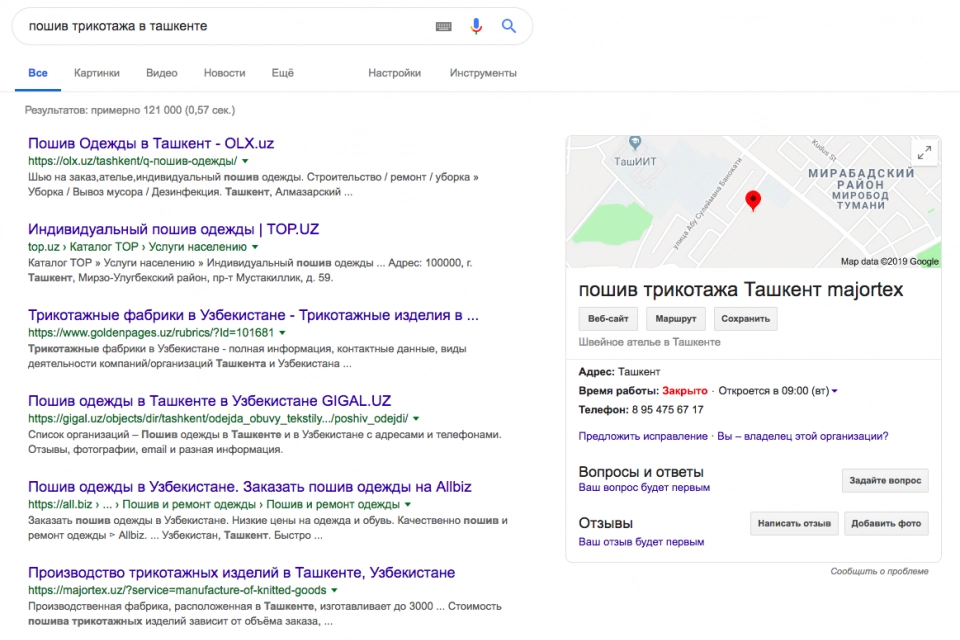 пошив трикотажа в ташкенте
Все Картинки Видео Новости Ещё Настройки Инструменты
Результатов: примерно 121 000 (0,57 сек.)
Пошив Одежды в Ташкент - OLX.uz
https://olx.uz/tashkent/q-пошив-одежды/
Шью на заказ,ателье,индивидуальный пошив одежды. Строительство / ремонт / уборка »
Уборка / Вывоз мусора / Дезинфекция. Ташкент, Алмазарский ...
Индивидуальный пошив одежды | TOP.UZ
top.uz › Каталог TOP › Услуги населению
Каталог TOP » Услуги населению » Индивидуальный пошив одежды ... Адрес: 100000, г.
Ташкент, Мирзо-Улугбекский район, пр-т Мустакиллик, д. 59.
Трикотажные фабрики в Узбекистане - Трикотажные изделия в ...
https://www.goldenpages.uz/rubrics/?Id=101681
Трикотажные фабрики в Узбекистане - полная информация, контактные данные, виды
деятельности компаний/организаций Ташкента и Узбекистана ...
Пошив одежды в Ташкенте в Узбекистане GIGAL.UZ
https://gigal.uz/objects/dir/tashkent/odejda_obuvy_tekstily.../poshiv_odejdi/
Список организаций – Пошив одежды в Ташкенте и в Узбекистане с адресами и телефонами.
Отзывы, фотографии, email и разная информация.
Пошив одежды в Узбекистане. Заказать пошив одежды на Allbiz
https://all.biz › ... › Пошив и ремонт одежды › Пошив и ремонт одежды
Заказать пошив одежды в Узбекистане. Низкие цены на одежда и обувь. Качественно пошив и
ремонт одежды ➣ Allbiz. ... Узбекистан, Ташкент. Быстро ...
Производство трикотажных изделий в Ташкенте, Узбекистане
https://majortex.uz/?service=manufacture-of-knitted-goods
Производственная фабрика, расположенная в Ташкенте, изготавливает до 3000 ... Стоимость
пошива трикотажных изделий зависит от объёма заказа, ...
ТашИИТ
Kudus St
улица Абу Сулеймана Банокати
МИРАБАДСКИЙ
РАЙОН
МИРОБОД
ТУМАНИ
Map data ©2019 Google
пошив трикотажа Ташкент majortex
Веб-сайт Маршрут Сохранить
Швейное ателье в Ташкенте
Адрес: Ташкент
Время работы: Закрыто · Откроется в 09:00 (вт)
Телефон: 8 95 475 67 17
Предложить исправление · Вы – владелец этой организации?
Вопросы и ответы
Ваш вопрос будет первым
Задайте вопрос
Отзывы
Ваш отзыв будет первым
Написать отзыв Добавить фото
Сообщить о проблеме